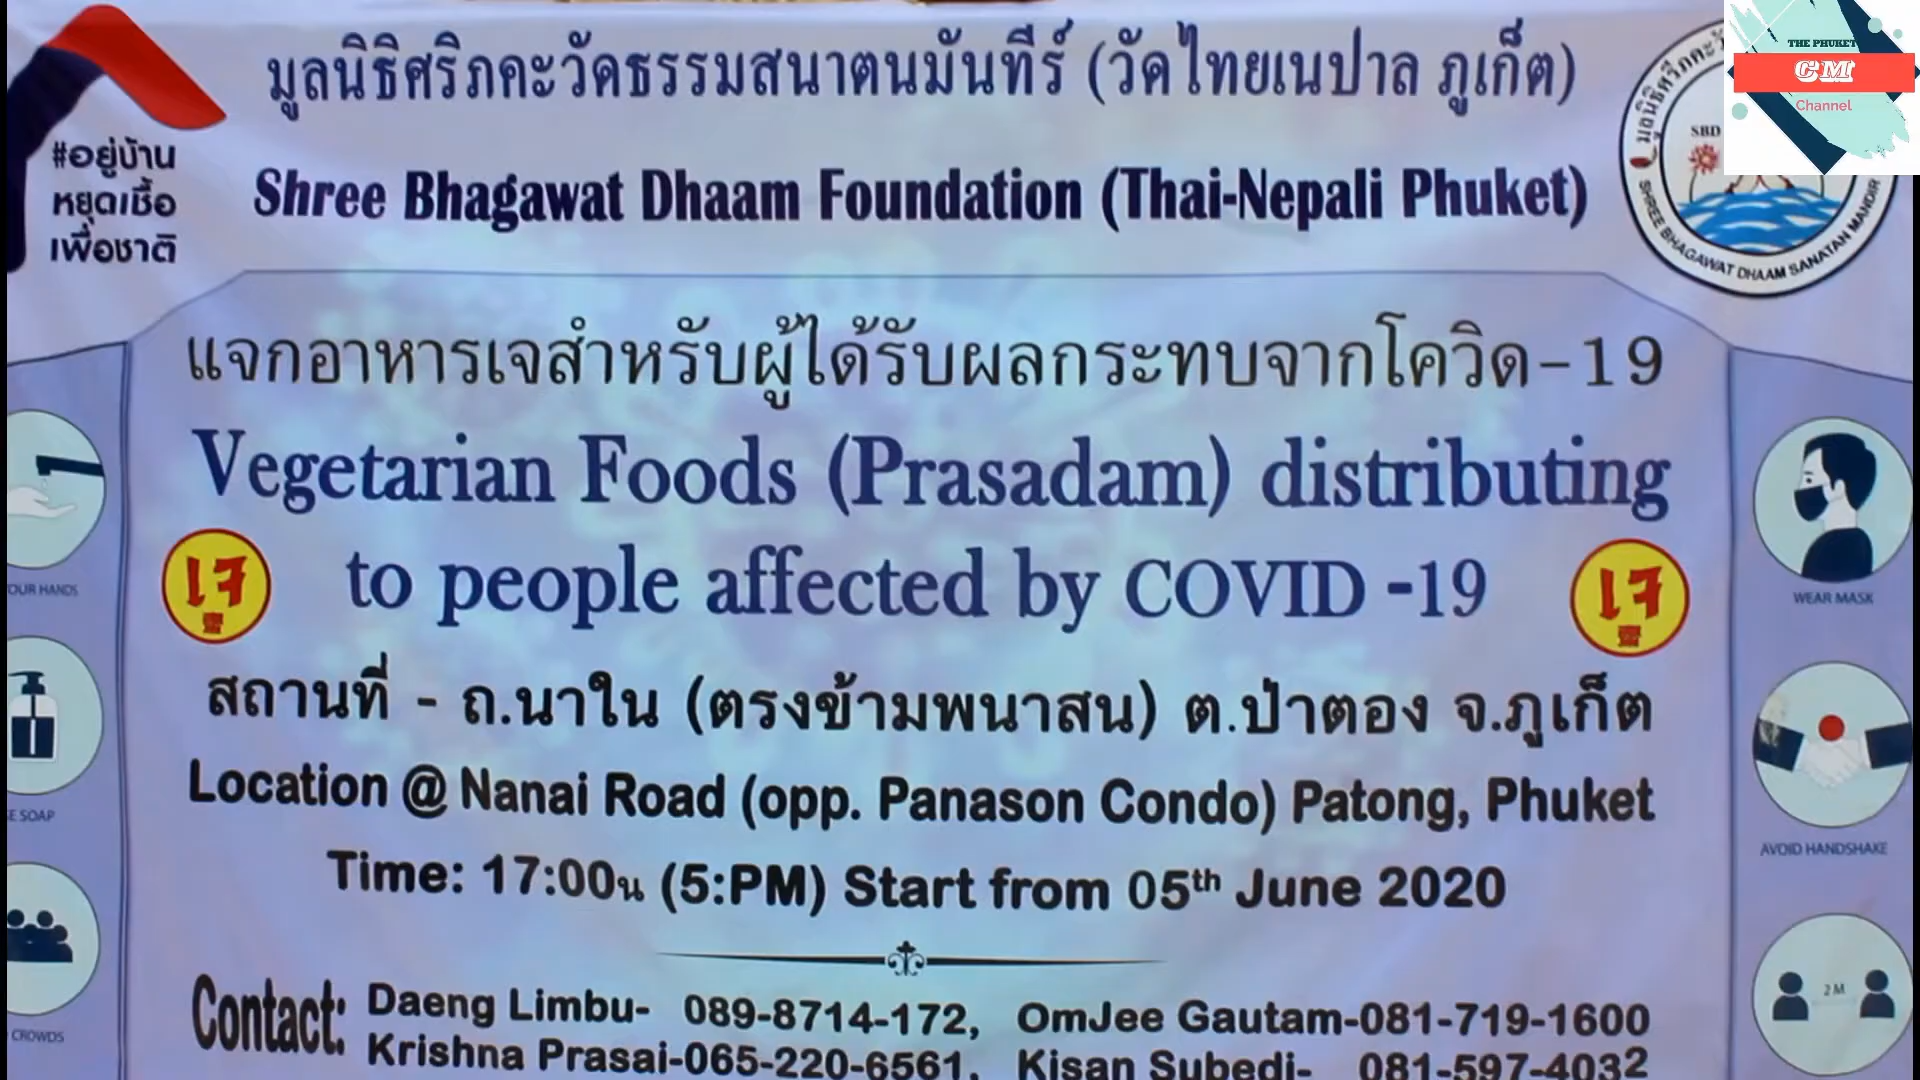 มูลนิธิศรีภคะวัคธรรมสนาตนมันทีร์ (วัดไทยเนปาล ภูเก็ต)
Shree Bhagawat Dhaam Foundation (Thai-Nepali Phuket)
#อยู่บ้าน
หยุดเชื้อ
เพื่อชาติ
THE PHUKET
CM
Channel
SBD
SHREE BHAGAWAT DHAAM SANATAN MANDIR
แจกอาหารเจสำหรับผู้ได้รับผลกระทบจากโควิด-19
Vegetarian Foods (Prasadam) distributing
to people affected by COVID -19
เจ
เจ
สถานที่ - ถ.นาใน (ตรงข้ามพนาสน) ต.ป่าตอง จ.ภูเก็ต
Location @ Nanai Road (opp. Panason Condo) Patong, Phuket
Time: 17:00น (5:PM) Start from 05th June 2020
Contact: Daeng Limbu- 089-8714-172, OmJee Gautam-081-719-1600
Krishna Prasai-065-220-6561, Kisan Subedi- 081-597-4032
OUR HANDS
SOAP
CROWDS
WEAR MASK
AVOID HANDSHAKE
2 M